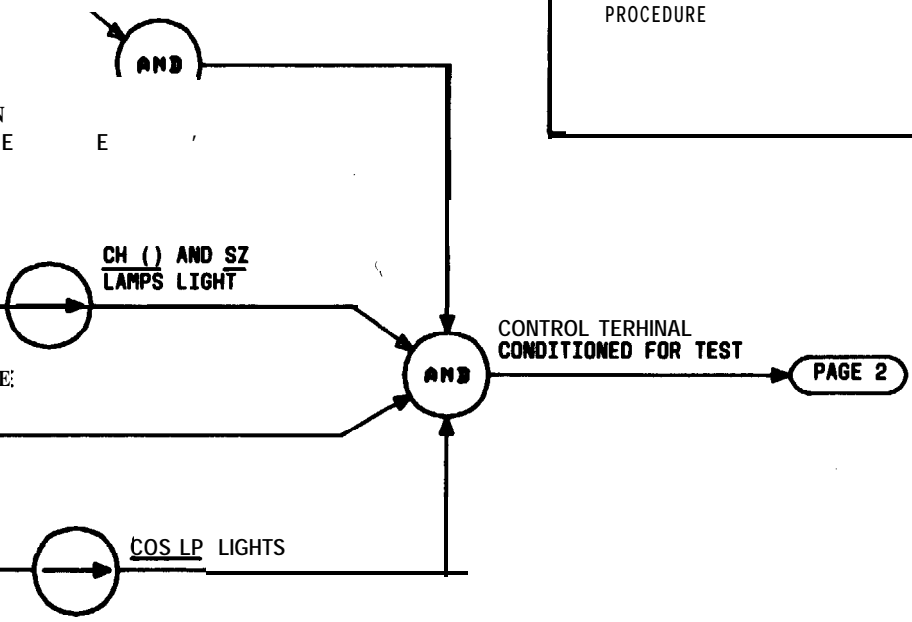 PROCEDURE
AND
N
E E '
CH () AND SZ
LAMPS LIGHT
CONTROL TERHINAL
CONDITIONED FOR TEST
AND
PAGE 2
E
COS LP LIGHTS